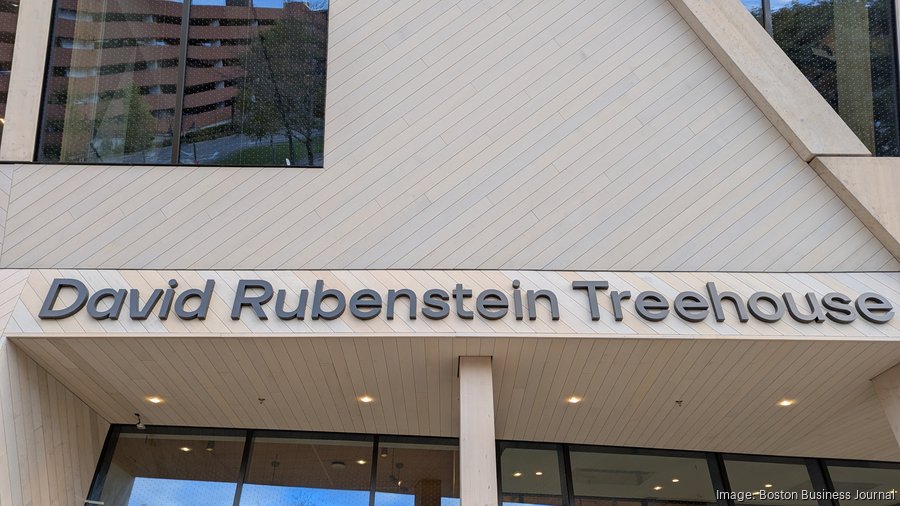 David Rubenstein Treehouse
Image: Boston Business Journal